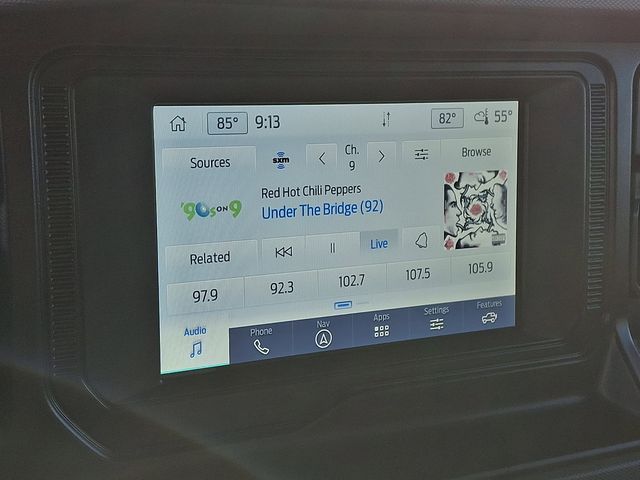 85° 9:13 82° 55°
Sources sxm Ch. 9 Browse
'90s ON 9
Red Hot Chili Peppers
Under The Bridge (92)
Related Live
97.9 92.3 102.7 107.5 105.9
Audio Phone Nav Apps Settings Features